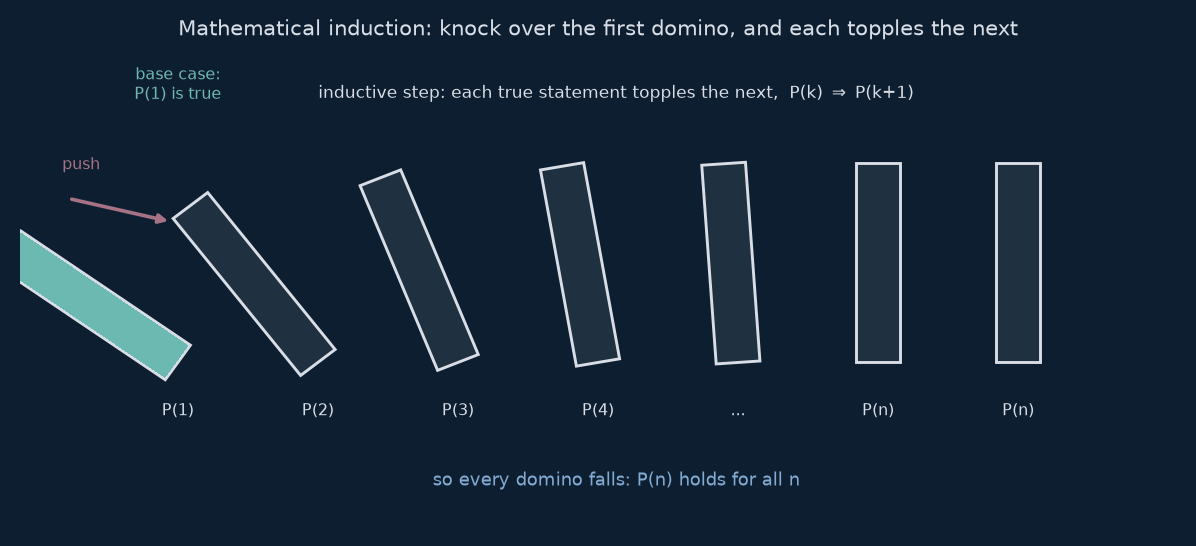 Mathematical induction: knock over the first domino, and each topples the next
base case:
P(1) is true
inductive step: each true statement topples the next,  P(k) ⇒ P(k+1)
push
P(1)
P(2)
P(3)
P(4)
...
P(n)
P(n)
so every domino falls: P(n) holds for all n